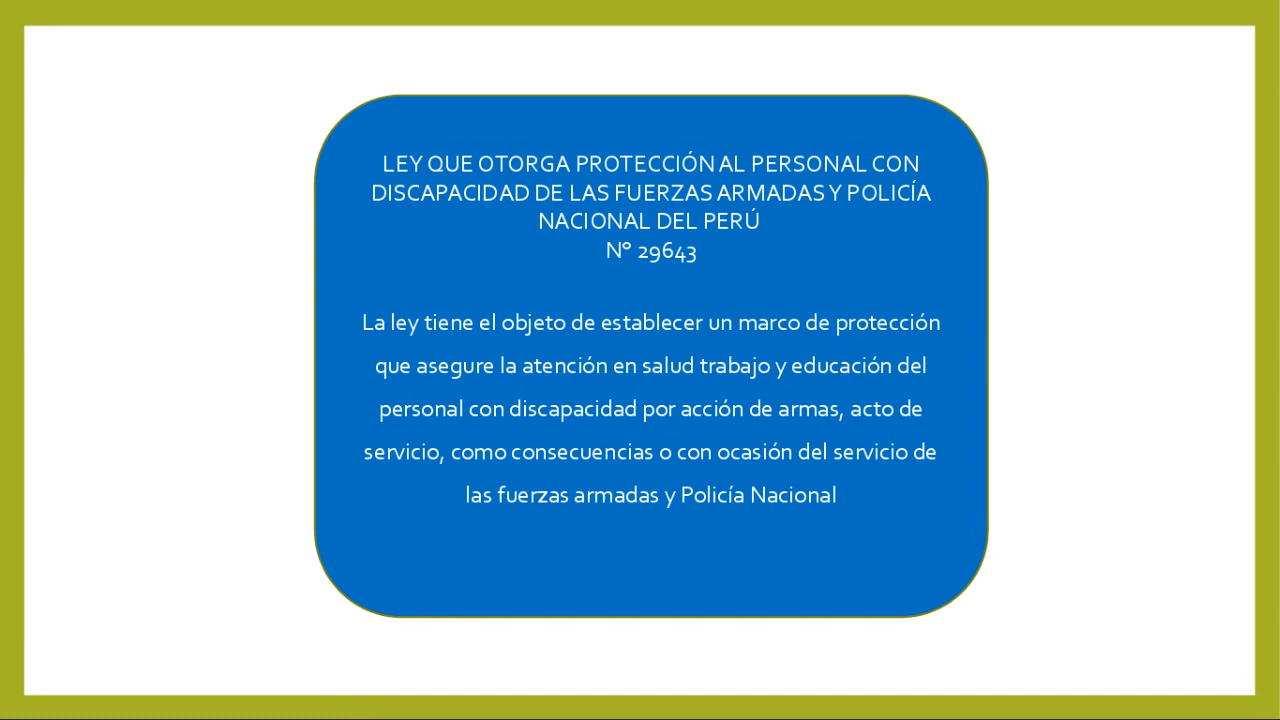 LEY QUE OTORGA PROTECCIÓN AL PERSONAL CON
DISCAPACIDAD DE LAS FUERZAS ARMADAS Y POLICÍA
NACIONAL DEL PERÚ
N° 29643
La ley tiene el objeto de establecer un marco de protección
que asegure la atención en salud trabajo y educación del
personal con discapacidad por acción de armas, acto de
servicio, como consecuencias o con ocasión del servicio de
las fuerzas armadas y Policía Nacional